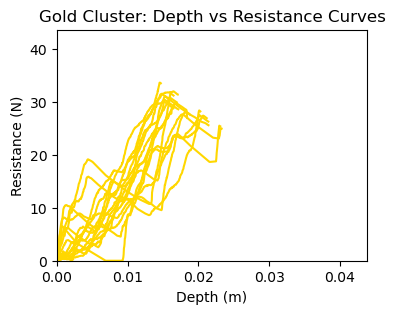 Gold Cluster: Depth vs Resistance Curves
Resistance (N)
40
30
20
10
0
0.00 0.01 0.02 0.03 0.04
Depth (m)